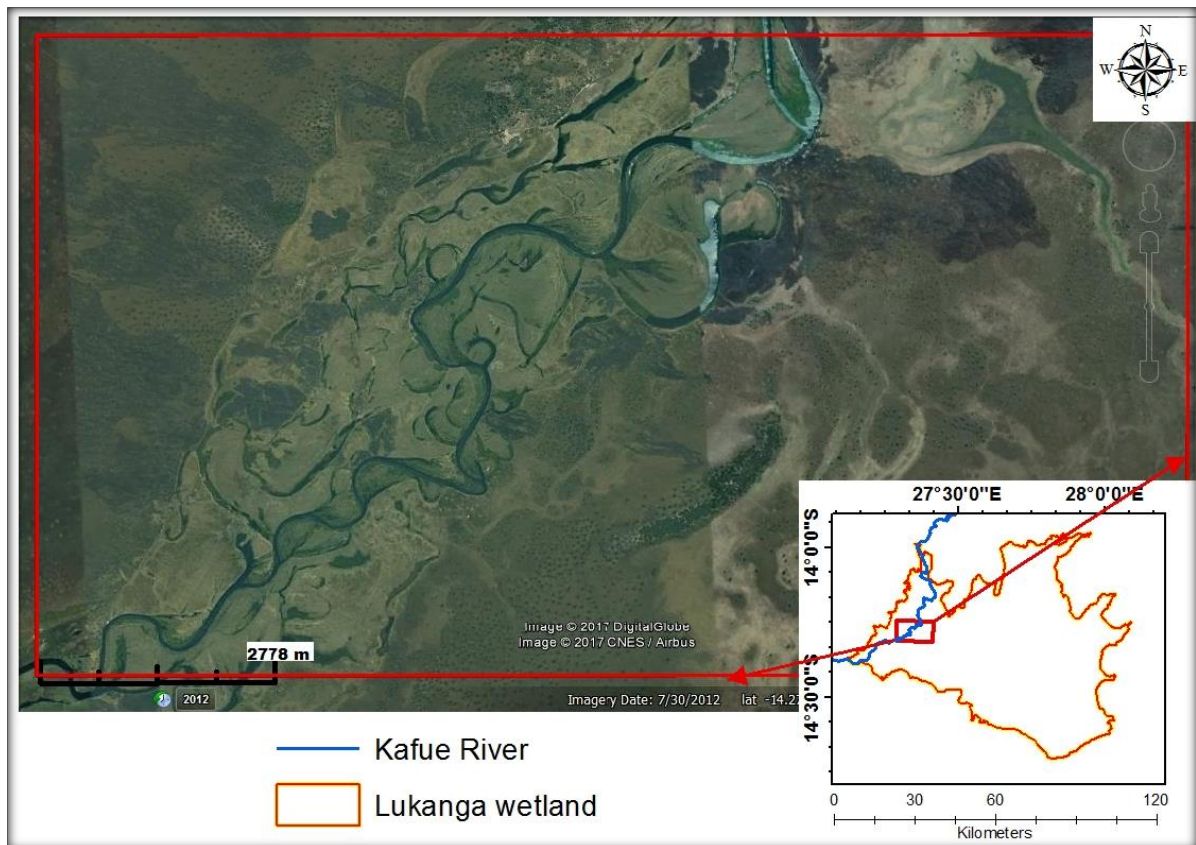 N
W E
S
27°30'0"E 28°0'0"E
14°0'0"S
14°30'0"S
Image © 2017 DigitalGlobe
Image © 2017 CNES / Airbus
2778 m
2012
Imagery Date: 7/30/2012 lat -14.27
Kafue River
Lukanga wetland
0 30 60 120
Kilometers